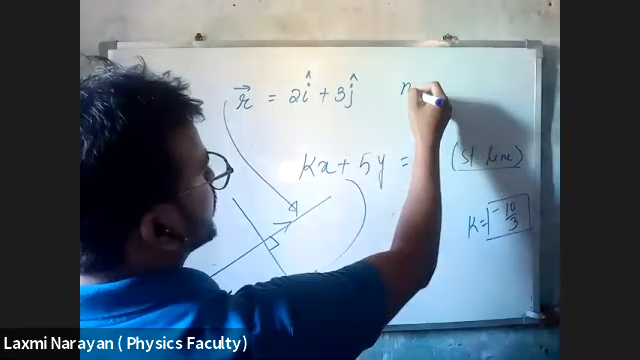 r⃗ = 2î + 3ĵ
Kx + 5y = (St line)
K = -10/3
Laxmi Narayan ( Physics Faculty)